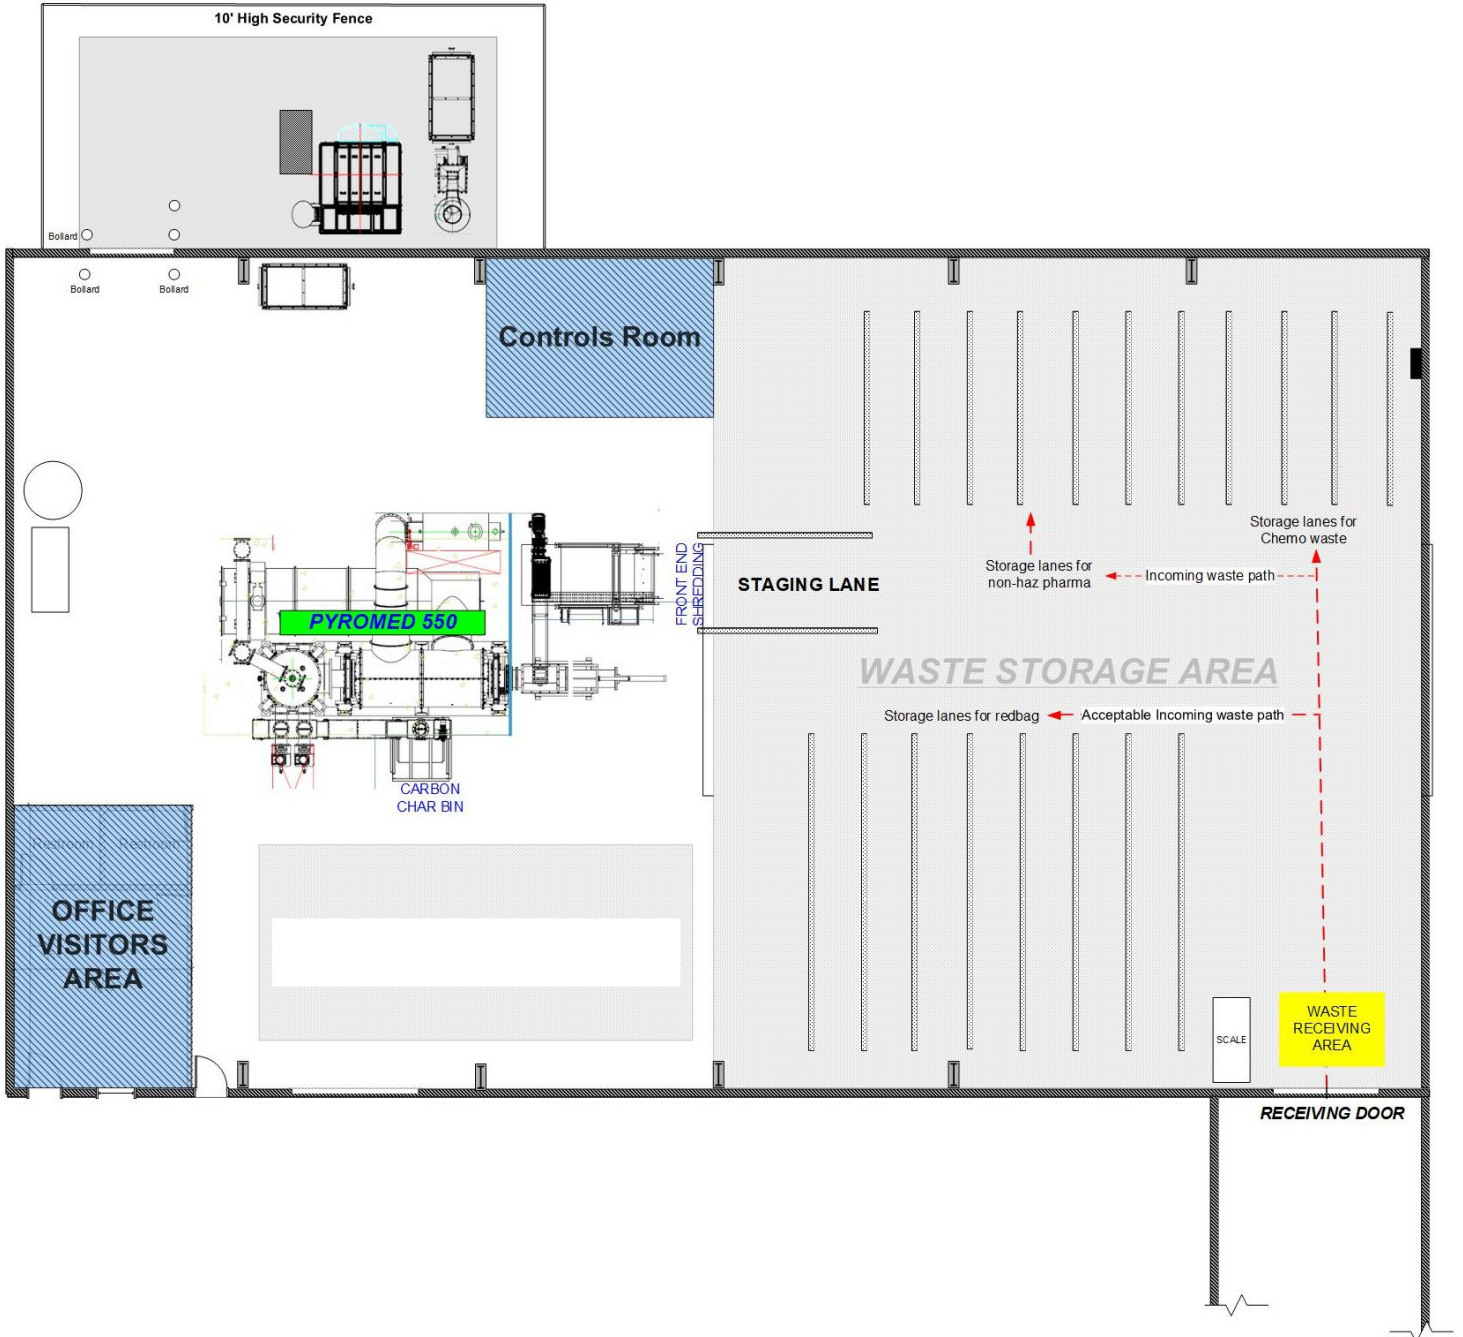 10' High Security Fence
Bollard
Bollard
Bollard
Controls Room
Storage lanes for
Chemo waste
Storage lanes for
non-haz pharma
Incoming waste path
FRONT END
SHREDDING
STAGING LANE
PYROMED 550
WASTE STORAGE AREA
Storage lanes for redbag
Acceptable Incoming waste path
CARBON
CHAR BIN
Restroom
Restroom
OFFICE
VISITORS
AREA
SCALE
WASTE
RECEIVING
AREA
RECEIVING DOOR